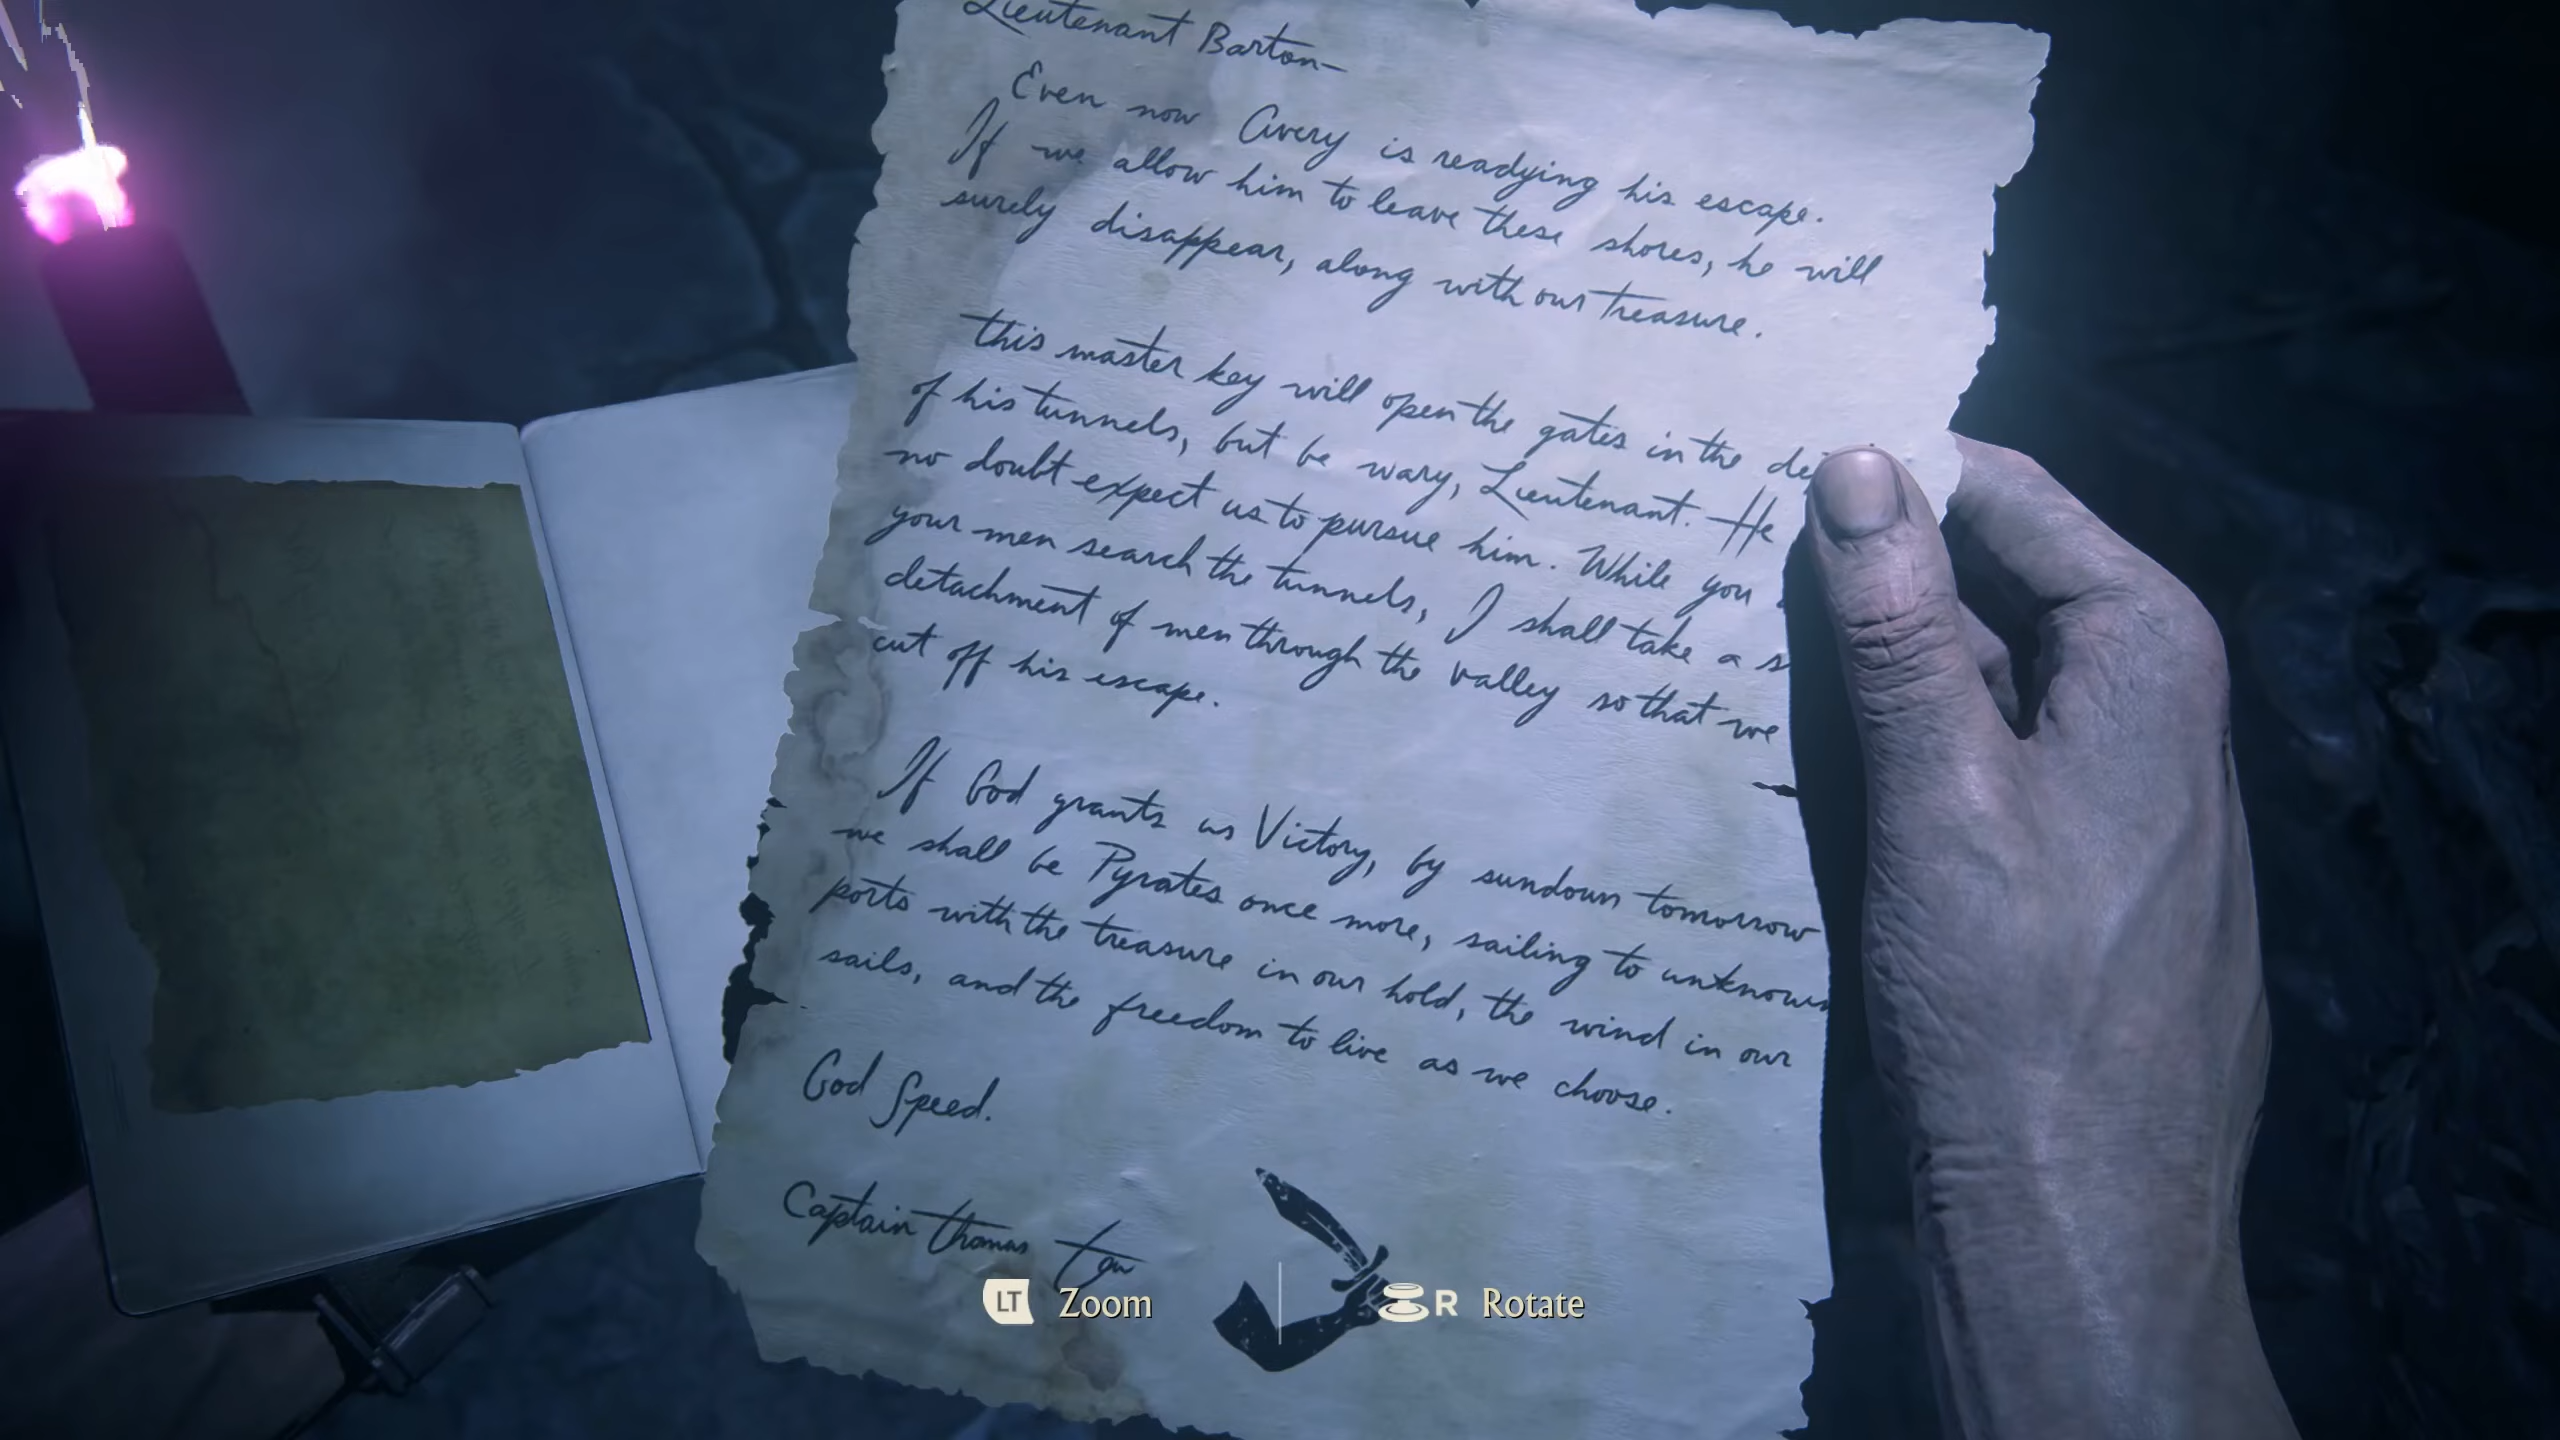 Lieutenant Barton—
Even now Avery is readying his escape.
If we allow him to leave these shores, he will
surely disappear, along with our treasure.
This master key will open the gates in the
of his tunnels, but be wary, Lieutenant. He
no doubt expect us to pursue him. While you
your men search the tunnels, I shall take a
detachment of men through the valley so that we
cut off his escape.
If God grants us Victory, by sundown tomorrow
we shall be Pyrates once more, sailing to unknown
ports with the treasure in our hold, the wind in our
sails, and the freedom to live as we choose.
God Speed.
Captain Thomas Tew
LT Zoom
R Rotate